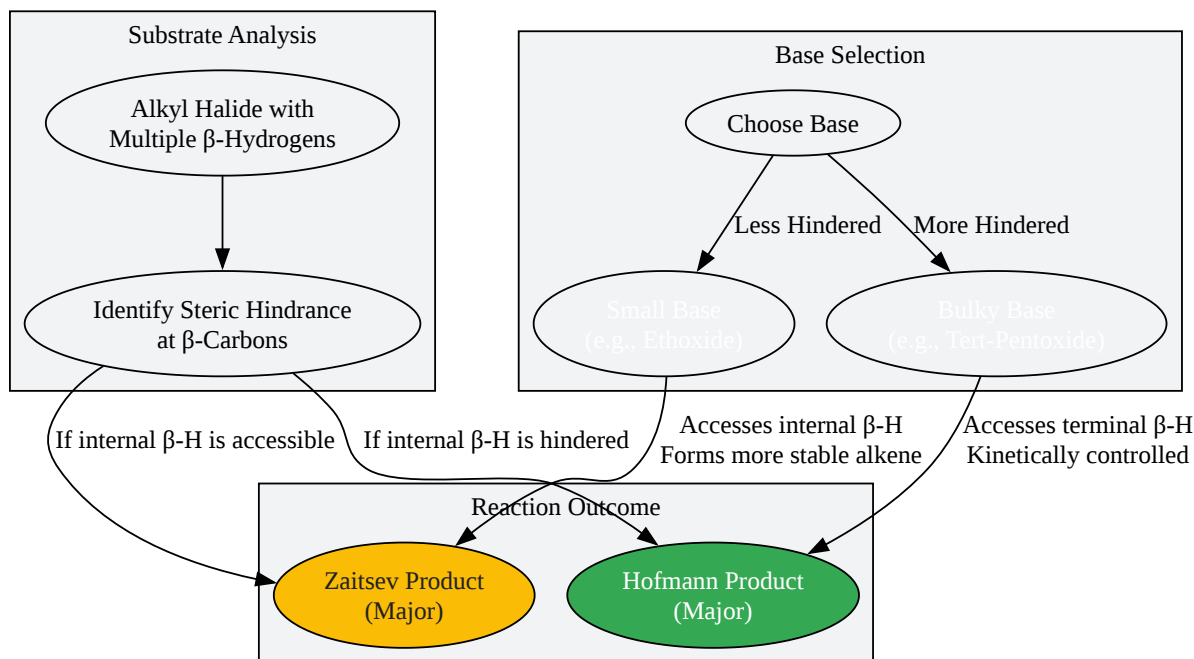 Substrate Analysis
Alkyl Halide with
Multiple β-Hydrogens
Identify Steric Hindrance
at β-Carbons
Base Selection
Choose Base
Less Hindered
More Hindered
Small Base
(e.g., Ethoxide)
Bulky Base
(e.g., Tert-Pentoxide)
If internal β-H is accessible
If internal β-H is hindered
Accesses internal β-H
Forms more stable alkene
Accesses terminal β-H
Kinetically controlled
Reaction Outcome
Zaitsev Product
(Major)
Hofmann Product
(Major)